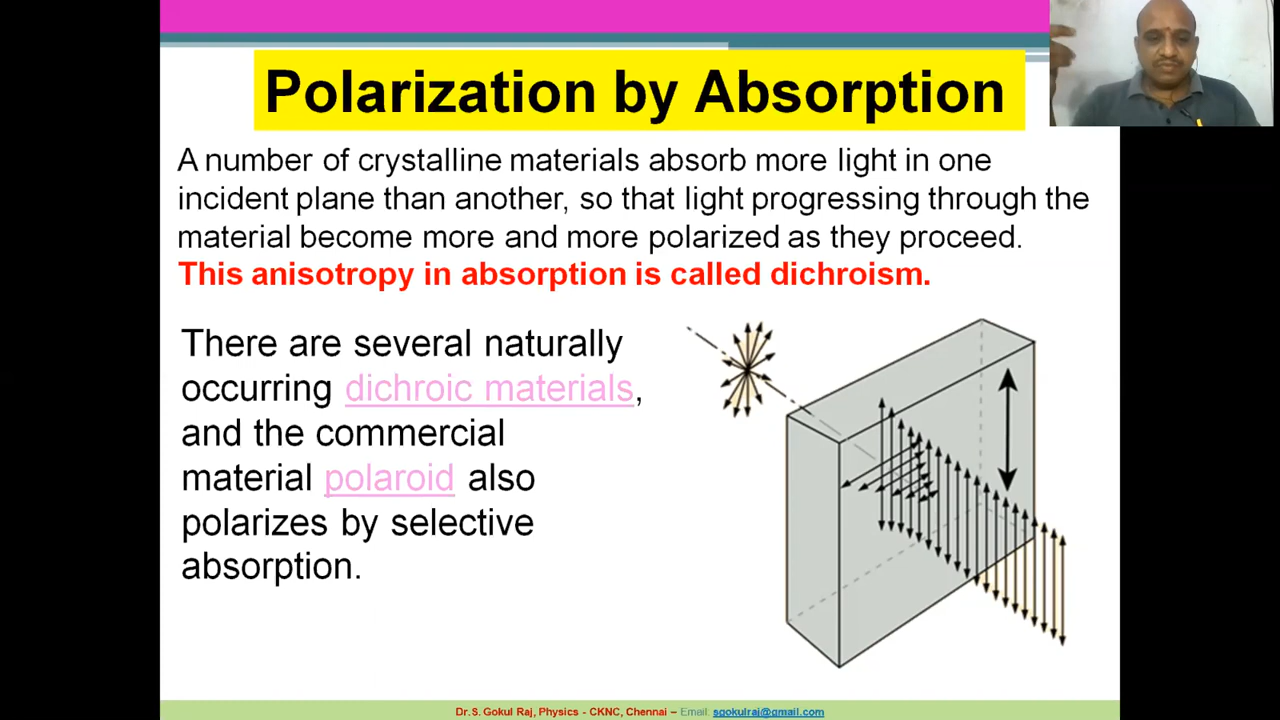 Polarization by Absorption
A number of crystalline materials absorb more light in one
incident plane than another, so that light progressing through the
material become more and more polarized as they proceed.
This anisotropy in absorption is called dichroism.
There are several naturally
occurring dichroic materials,
and the commercial
material polaroid also
polarizes by selective
absorption.
Dr.S. Gokul Raj, Physics - CKNC, Chennai – Email: sgokulraj@gmail.com